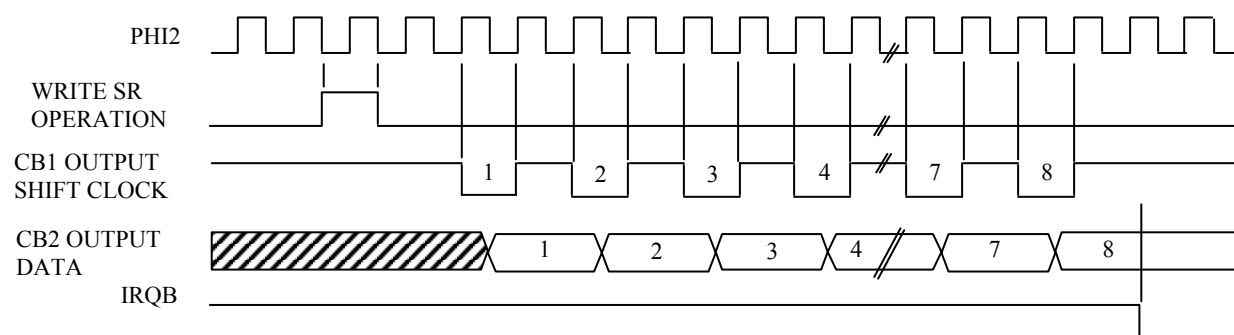 PHI2
WRITE SR
OPERATION
CB1 OUTPUT
SHIFT CLOCK
1 2 3 4 7 8
CB2 OUTPUT
DATA
1 2 3 4 7 8
IRQB